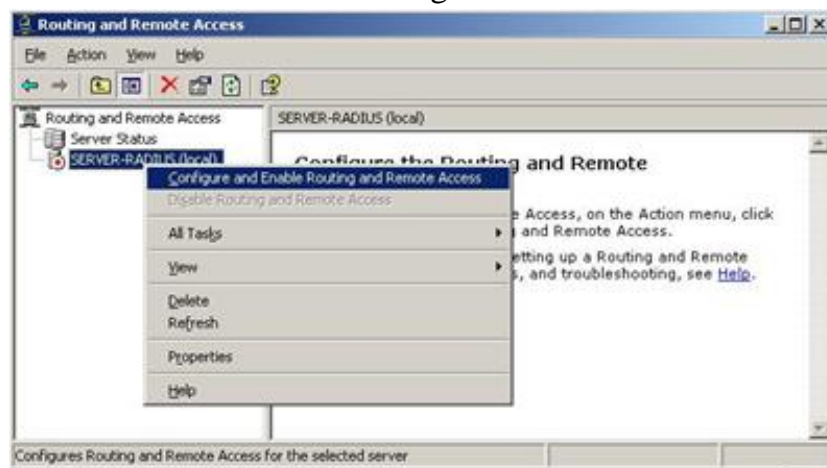 Routing and Remote Access
File Action View Help
Routing and Remote Access
Server Status
SERVER-RADIUS (local)
SERVER-RADIUS (local)
Configure the Routing and Remote
Configure and Enable Routing and Remote Access
Disable Routing and Remote Access
Access, on the Action menu, click
All Tasks
and Remote Access.
View
etting up a Routing and Remote
s, and troubleshooting, see Help.
Delete
Refresh
Properties
Help
Configures Routing and Remote Access for the selected server